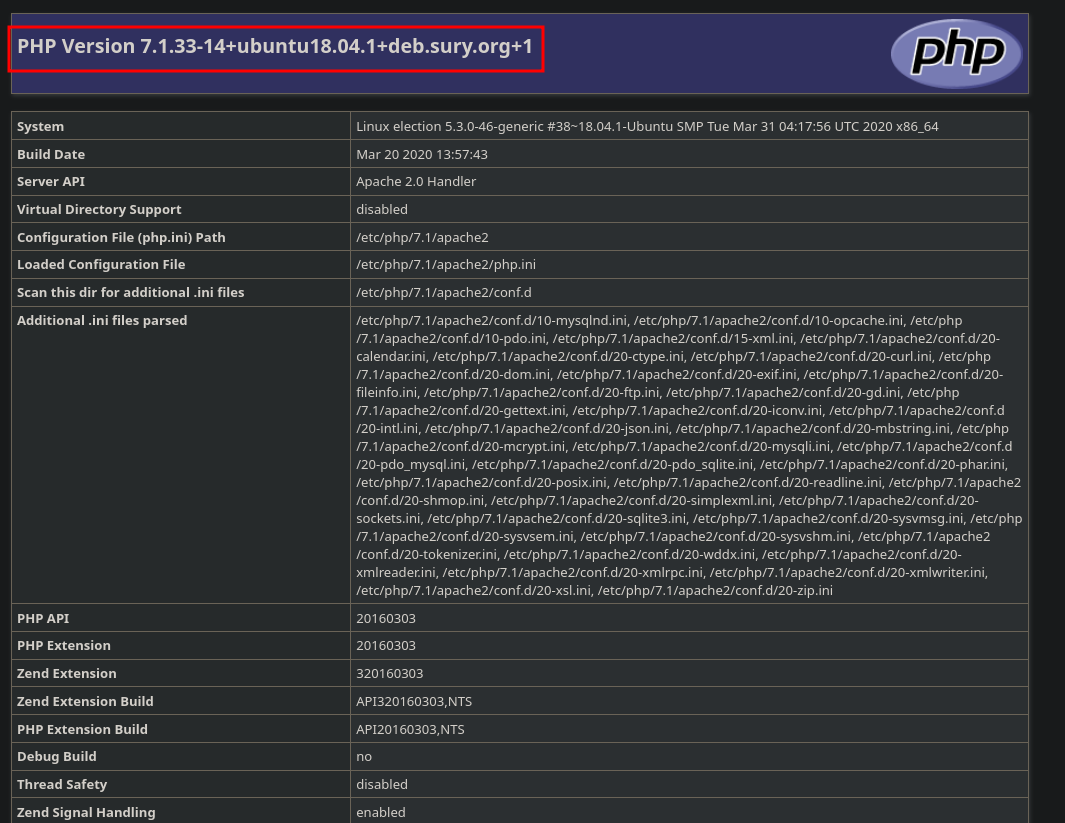 PHP Version 7.1.33-14+ubuntu18.04.1+deb.sury.org+1
php
System Linux election 5.3.0-46-generic #38~18.04.1-Ubuntu SMP Tue Mar 31 04:17:56 UTC 2020 x86_64
Build Date Mar 20 2020 13:57:43
Server API Apache 2.0 Handler
Virtual Directory Support disabled
Configuration File (php.ini) Path /etc/php/7.1/apache2
Loaded Configuration File /etc/php/7.1/apache2/php.ini
Scan this dir for additional .ini files /etc/php/7.1/apache2/conf.d
Additional .ini files parsed /etc/php/7.1/apache2/conf.d/10-mysqlnd.ini, /etc/php/7.1/apache2/conf.d/10-opcache.ini, /etc/php
/7.1/apache2/conf.d/10-pdo.ini, /etc/php/7.1/apache2/conf.d/15-xml.ini, /etc/php/7.1/apache2/conf.d/20-
calendar.ini, /etc/php/7.1/apache2/conf.d/20-ctype.ini, /etc/php/7.1/apache2/conf.d/20-curl.ini, /etc/php
/7.1/apache2/conf.d/20-dom.ini, /etc/php/7.1/apache2/conf.d/20-exif.ini, /etc/php/7.1/apache2/conf.d/20-
fileinfo.ini, /etc/php/7.1/apache2/conf.d/20-ftp.ini, /etc/php/7.1/apache2/conf.d/20-gd.ini, /etc/php
/7.1/apache2/conf.d/20-gettext.ini, /etc/php/7.1/apache2/conf.d/20-iconv.ini, /etc/php/7.1/apache2/conf.d
/20-intl.ini, /etc/php/7.1/apache2/conf.d/20-json.ini, /etc/php/7.1/apache2/conf.d/20-mbstring.ini, /etc/php
/7.1/apache2/conf.d/20-mcrypt.ini, /etc/php/7.1/apache2/conf.d/20-mysqli.ini, /etc/php/7.1/apache2/conf.d
/20-pdo_mysql.ini, /etc/php/7.1/apache2/conf.d/20-pdo_sqlite.ini, /etc/php/7.1/apache2/conf.d/20-phar.ini,
/etc/php/7.1/apache2/conf.d/20-posix.ini, /etc/php/7.1/apache2/conf.d/20-readline.ini, /etc/php/7.1/apache2
/conf.d/20-shmop.ini, /etc/php/7.1/apache2/conf.d/20-simplexml.ini, /etc/php/7.1/apache2/conf.d/20-
sockets.ini, /etc/php/7.1/apache2/conf.d/20-sqlite3.ini, /etc/php/7.1/apache2/conf.d/20-sysvmsg.ini, /etc/php
/7.1/apache2/conf.d/20-sysvsem.ini, /etc/php/7.1/apache2/conf.d/20-sysvshm.ini, /etc/php/7.1/apache2
/conf.d/20-tokenizer.ini, /etc/php/7.1/apache2/conf.d/20-wddx.ini, /etc/php/7.1/apache2/conf.d/20-
xmlreader.ini, /etc/php/7.1/apache2/conf.d/20-xmlrpc.ini, /etc/php/7.1/apache2/conf.d/20-xmlwriter.ini,
/etc/php/7.1/apache2/conf.d/20-xsl.ini, /etc/php/7.1/apache2/conf.d/20-zip.ini
PHP API 20160303
PHP Extension 20160303
Zend Extension 320160303
Zend Extension Build API320160303,NTS
PHP Extension Build API20160303,NTS
Debug Build no
Thread Safety disabled
Zend Signal Handling enabled